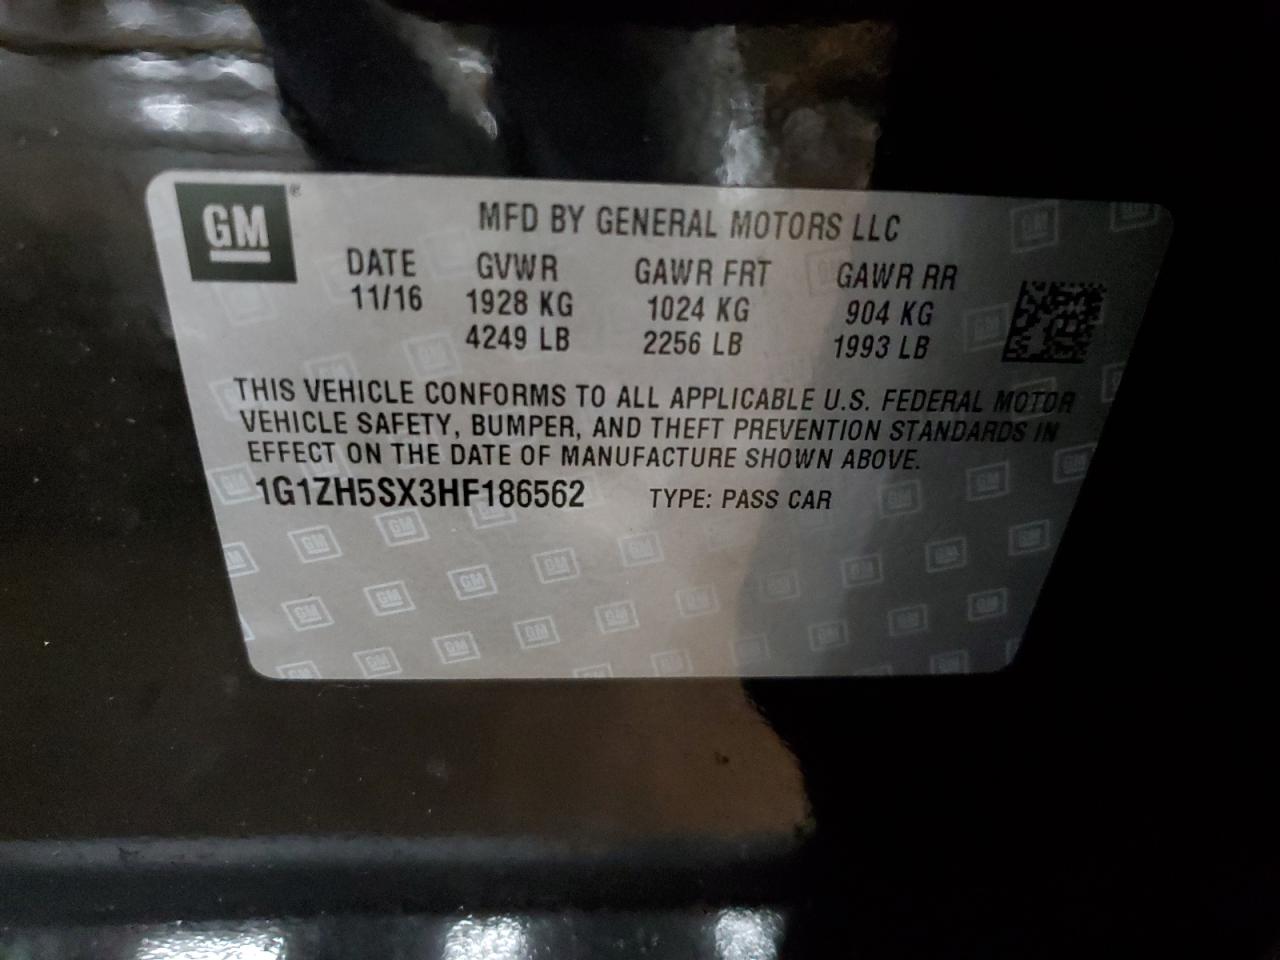 GM®
MFD BY GENERAL MOTORS LLC
DATE GVWR GAWR FRT GAWR RR
11/16 1928 KG 1024 KG 904 KG
4249 LB 2256 LB 1993 LB
THIS VEHICLE CONFORMS TO ALL APPLICABLE U.S. FEDERAL MOTOR
VEHICLE SAFETY, BUMPER, AND THEFT PREVENTION STANDARDS IN
EFFECT ON THE DATE OF MANUFACTURE SHOWN ABOVE.
1G1ZH5SX3HF186562 TYPE: PASS CAR